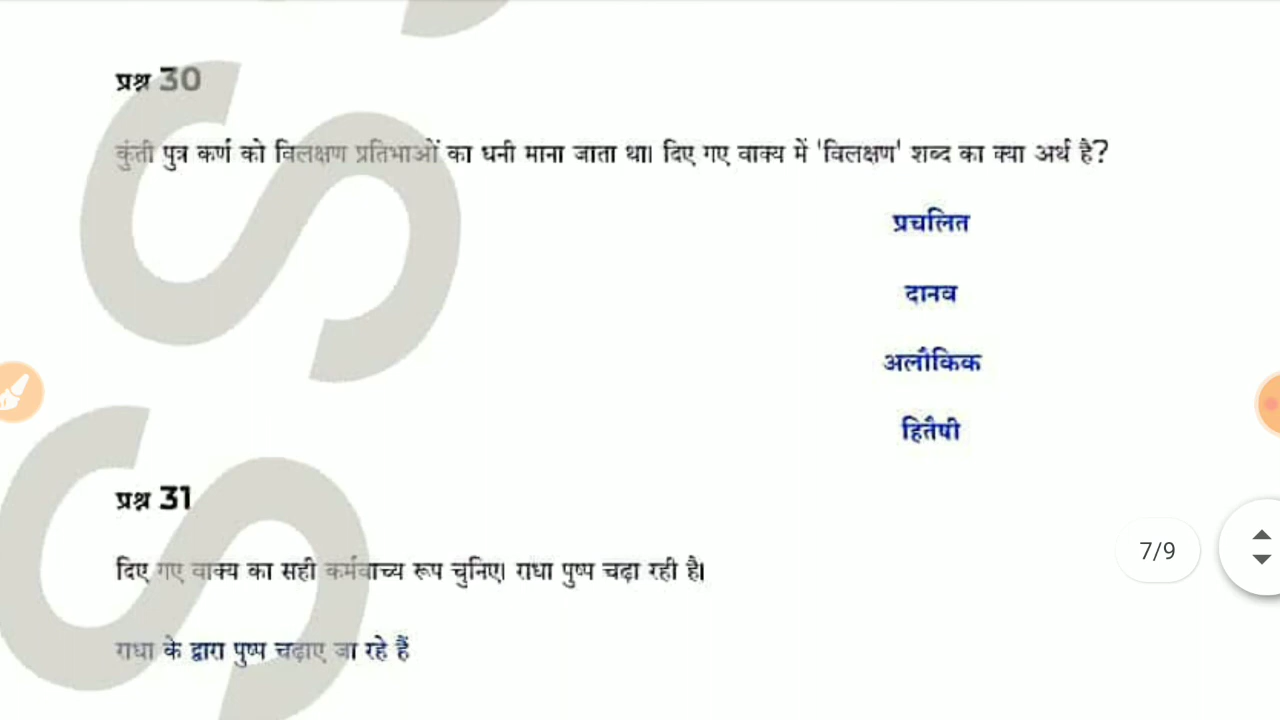 प्रश्न 30
कुंती पुत्र कर्ण को विलक्षण प्रतिभाओं का धनी माना जाता था। दिए गए वाक्य में 'विलक्षण' शब्द का क्या अर्थ है?
प्रचलित
दानव
अलौकिक
हितैषी
प्रश्न 31
दिए गए वाक्य का सही कर्मवाच्य रूप चुनिए। राधा पुष्प चढ़ा रही है।
7/9
राधा के द्वारा पुष्प चढ़ाए जा रहे हैं